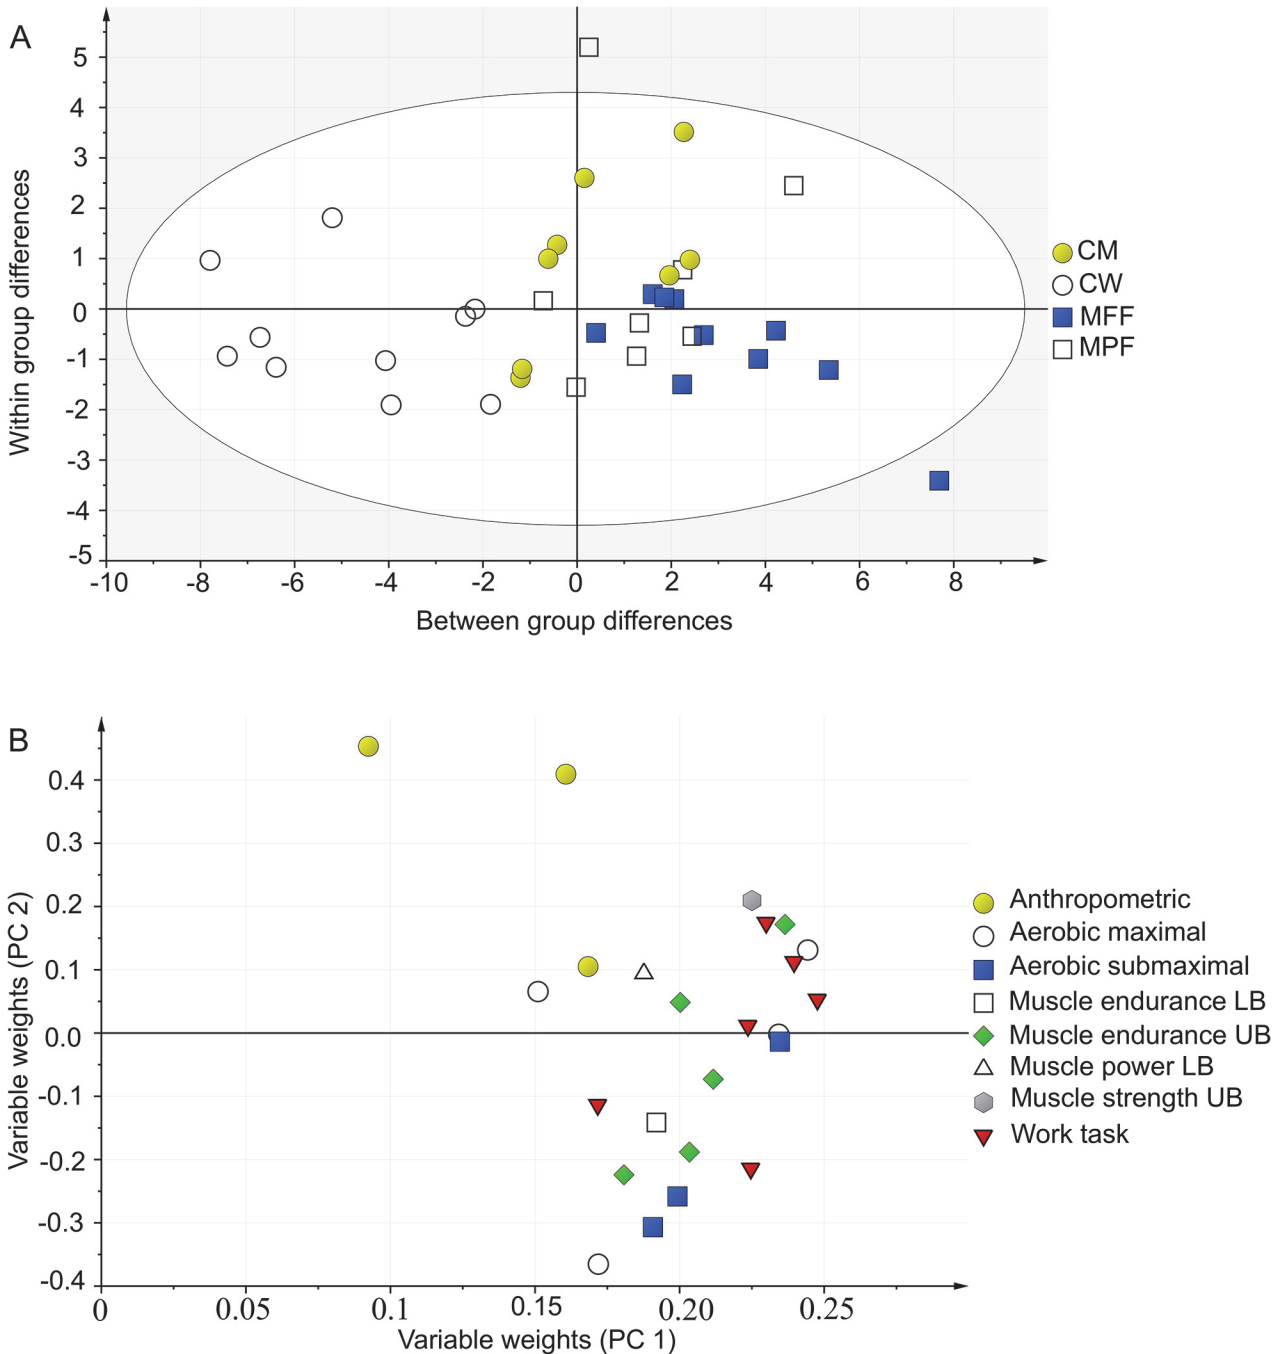 A
5
4
3
2
1
0
-1
-2
-3
-4
-5
-10 -8 -6 -4 -2 0 2 4 6 8
Within group differences
Between group differences
CM
CW
MFF
MPF
B
0.4
0.3
0.2
0.1
0.0
-0.1
-0.2
-0.3
-0.4
0 0.05 0.1 0.15 0.20 0.25
Variable weights (PC 2)
Variable weights (PC 1)
Anthropometric
Aerobic maximal
Aerobic submaximal
Muscle endurance LB
Muscle endurance UB
Muscle power LB
Muscle strength UB
Work task